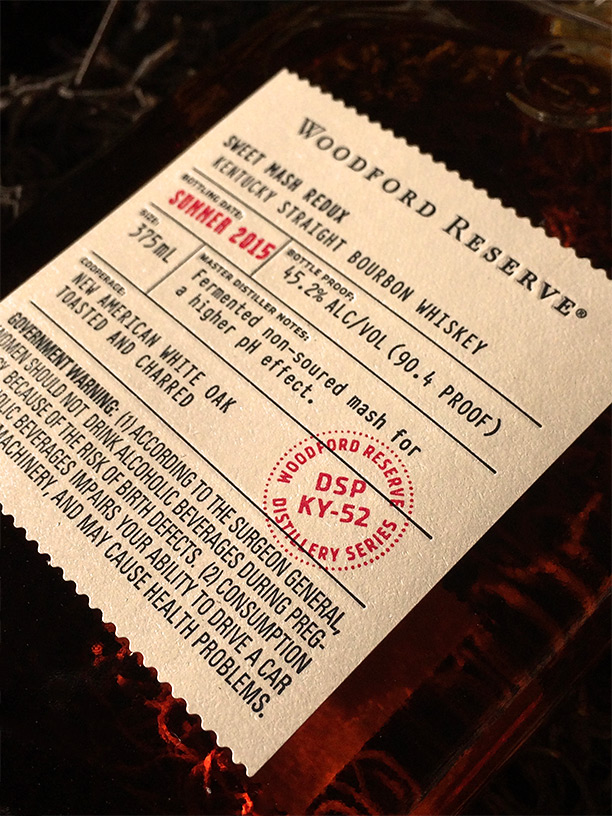 WOODFORD RESERVE®
SWEET MASH REDUX
KENTUCKY STRAIGHT BOURBON WHISKEY
BOTTLING DATE:
SUMMER 2015
BOTTLE PROOF:
45.2% ALC/VOL (90.4 PROOF)
SIZE:
375mL
MASTER DISTILLER NOTES:
Fermented non-soured mash for
a higher pH effect.
COOPERAGE:
NEW AMERICAN WHITE OAK
TOASTED AND CHARRED
WOODFORD RESERVE
DSP
KY-52
DISTILLERY SERIES
GOVERNMENT WARNING: (1) ACCORDING TO THE SURGEON GENERAL,
WOMEN SHOULD NOT DRINK ALCOHOLIC BEVERAGES DURING PREG-
BECAUSE OF THE RISK OF BIRTH DEFECTS. (2) CONSUMPTION
BEVERAGES IMPAIRS YOUR ABILITY TO DRIVE A CAR
MACHINERY, AND MAY CAUSE HEALTH PROBLEMS.